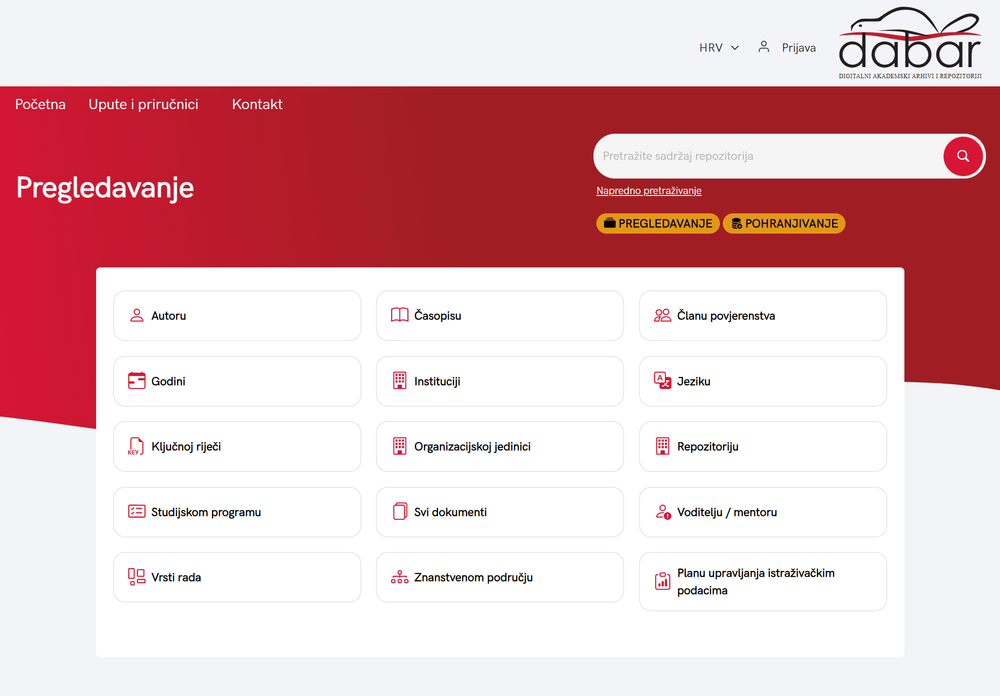 HRV
Prijava
dabar
DIGITALNI AKADEMSKI ARHIVI I REPOZITORIJI
Početna
Upute i priručnici
Kontakt
Pretražite sadržaj repozitorija
Pregledavanje
Napredno pretraživanje
PREGLEDAVANJE
POHRANJIVANJE
Autoru
Časopisu
Članu povjerenstva
Godini
Instituciji
A
文
Jeziku
KEY
Ključnoj riječi
Organizacijskoj jedinici
Repozitoriju
Studijskom programu
Svi dokumenti
Voditelju / mentoru
Vrsti rada
Znanstvenom području
Planu upravljanja istraživačkim
podacima